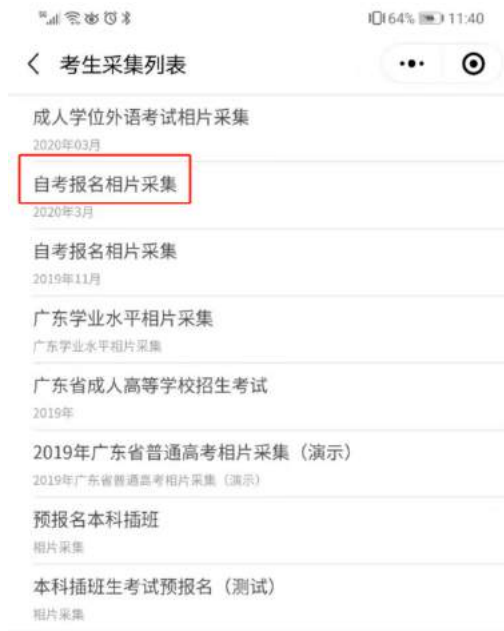 64% 11:40
考生采集列表
成人学位外语考试相片采集
2020年03月
自考报名相片采集
2020年3月
自考报名相片采集
2019年11月
广东学业水平相片采集
广东学业水平相片采集
广东省成人高等学校招生考试
2019年
2019年广东省普通高考相片采集（演示）
2019年广东省普通高考相片采集（演示）
预报名本科插班
相片采集
本科插班生考试预报名（测试）
相片采集